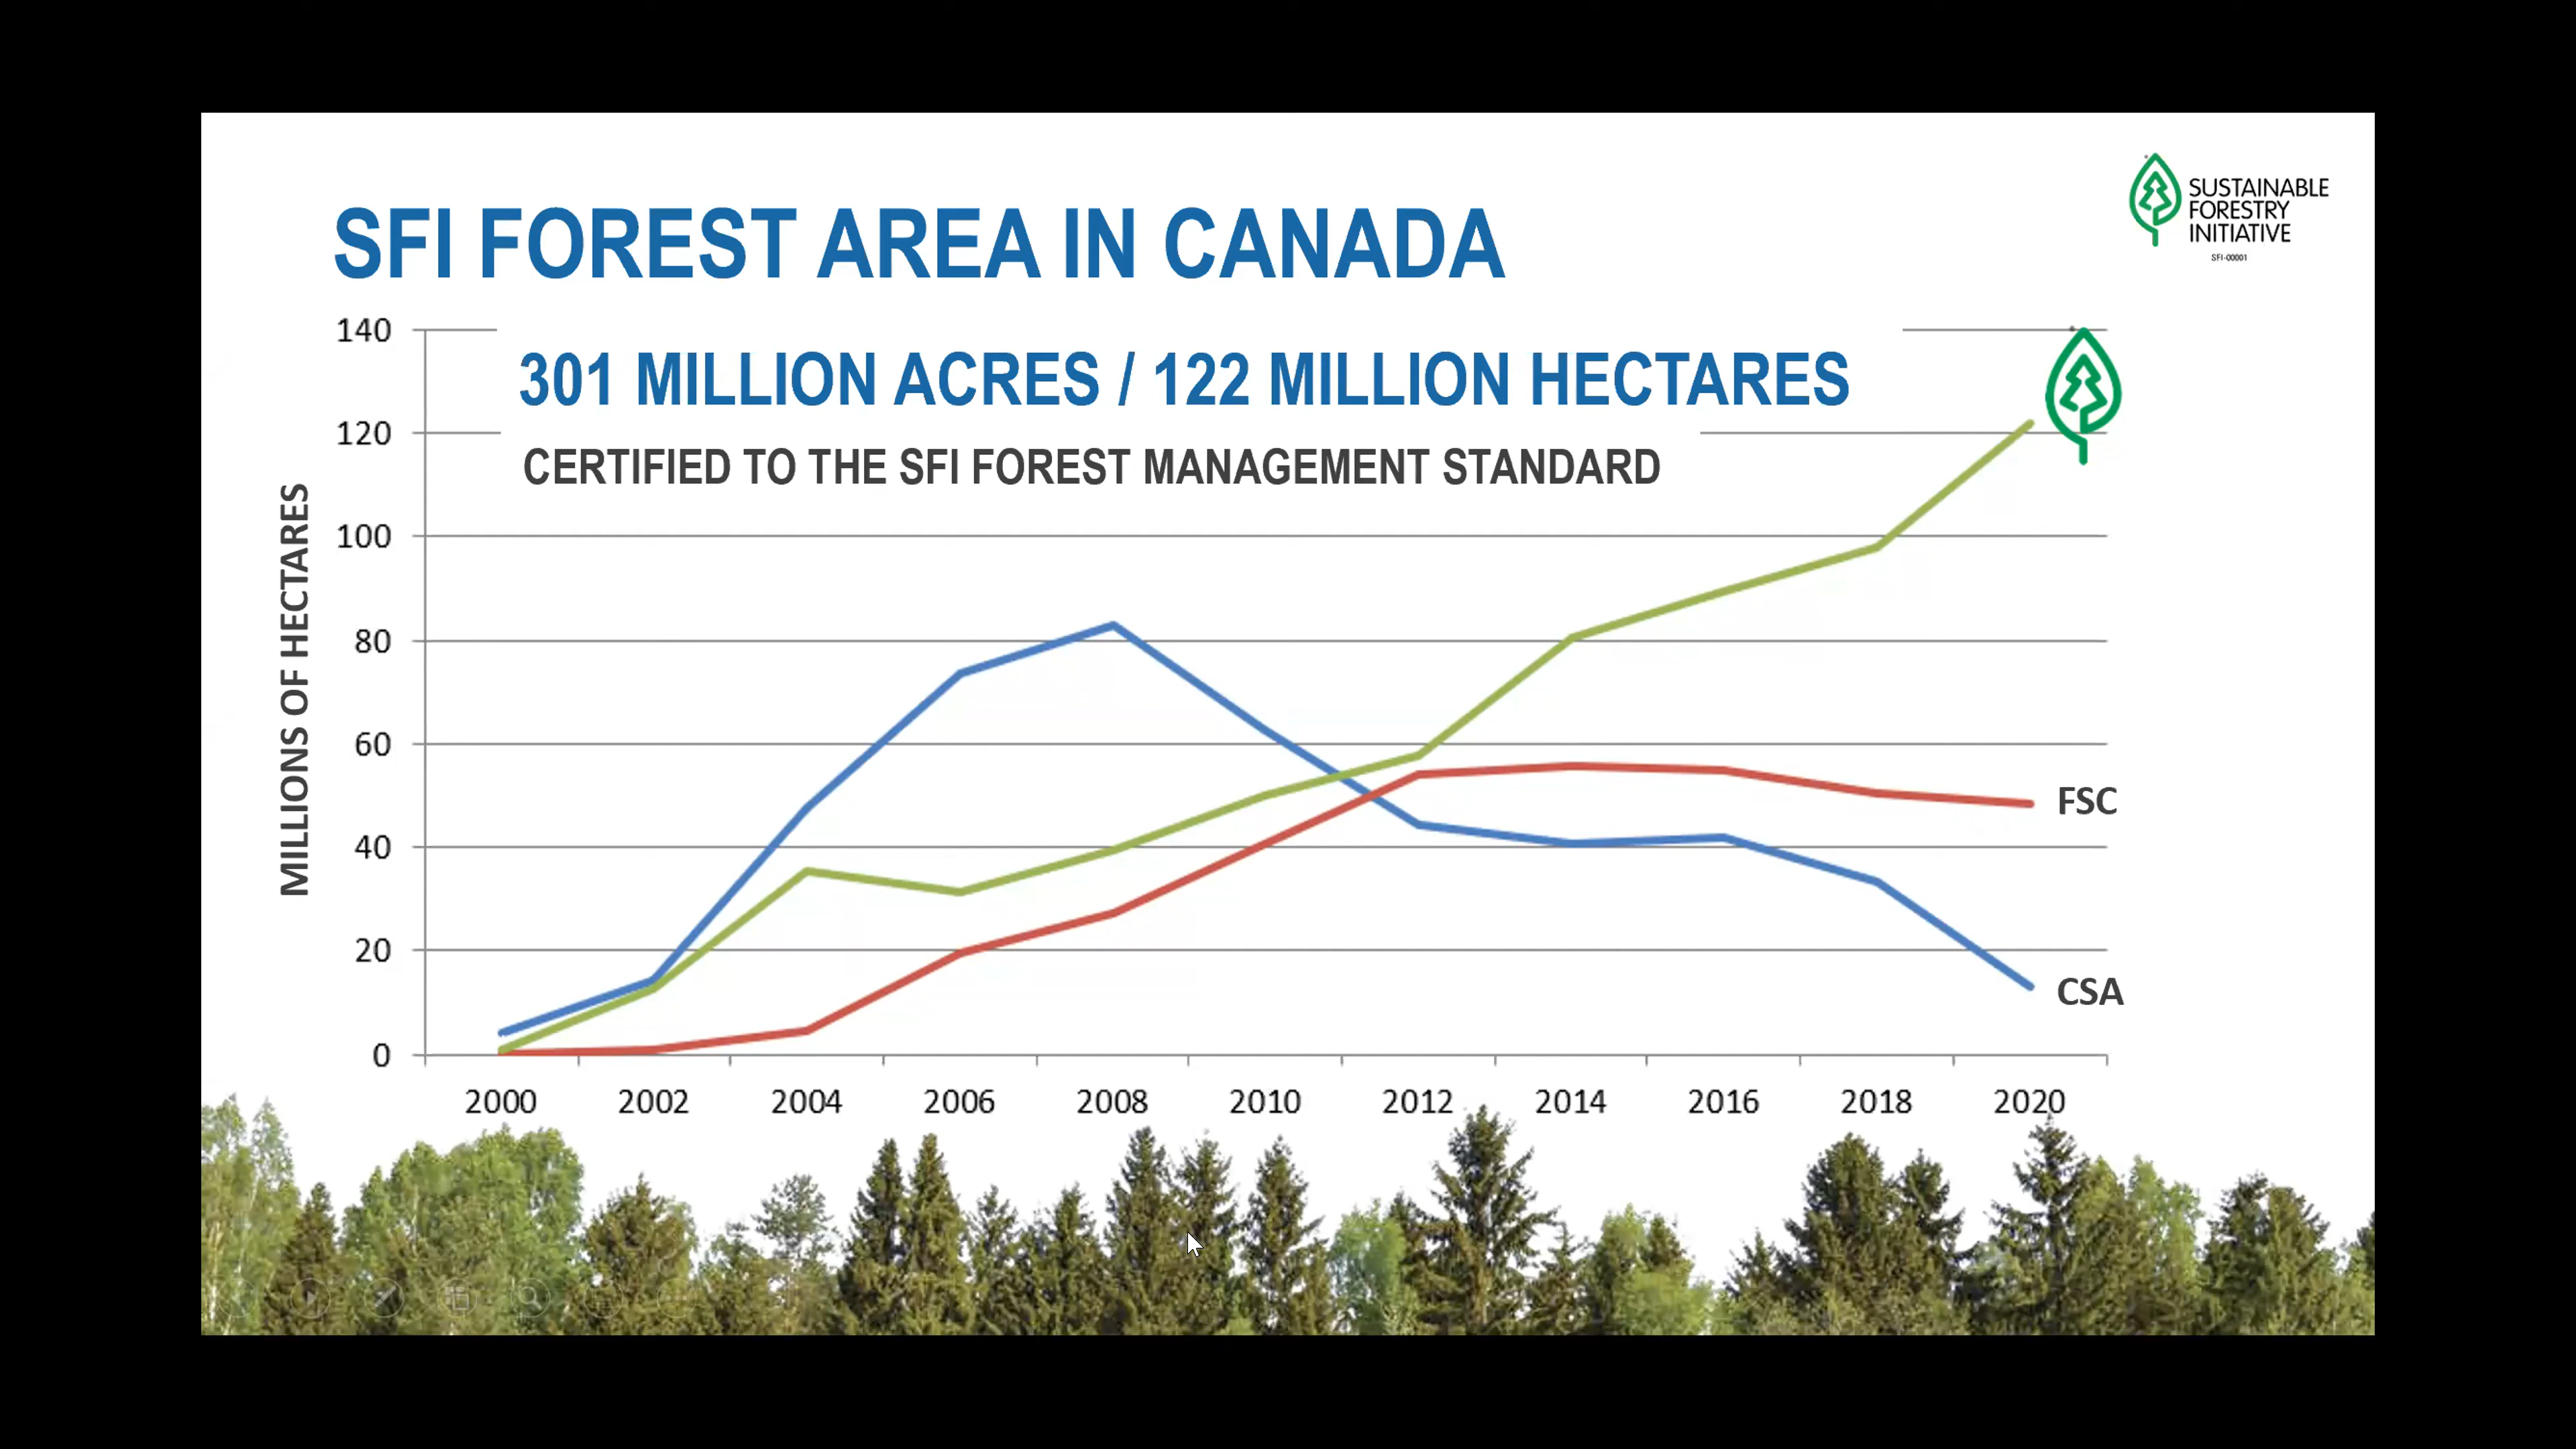 SUSTAINABLE
FORESTRY
INITIATIVE
SFI-00001
SFI FOREST AREA IN CANADA
301 MILLION ACRES / 122 MILLION HECTARES
CERTIFIED TO THE SFI FOREST MANAGEMENT STANDARD
MILLIONS OF HECTARES
140
120
100
80
60
40
20
0
FSC
CSA
2000 2002 2004 2006 2008 2010 2012 2014 2016 2018 2020